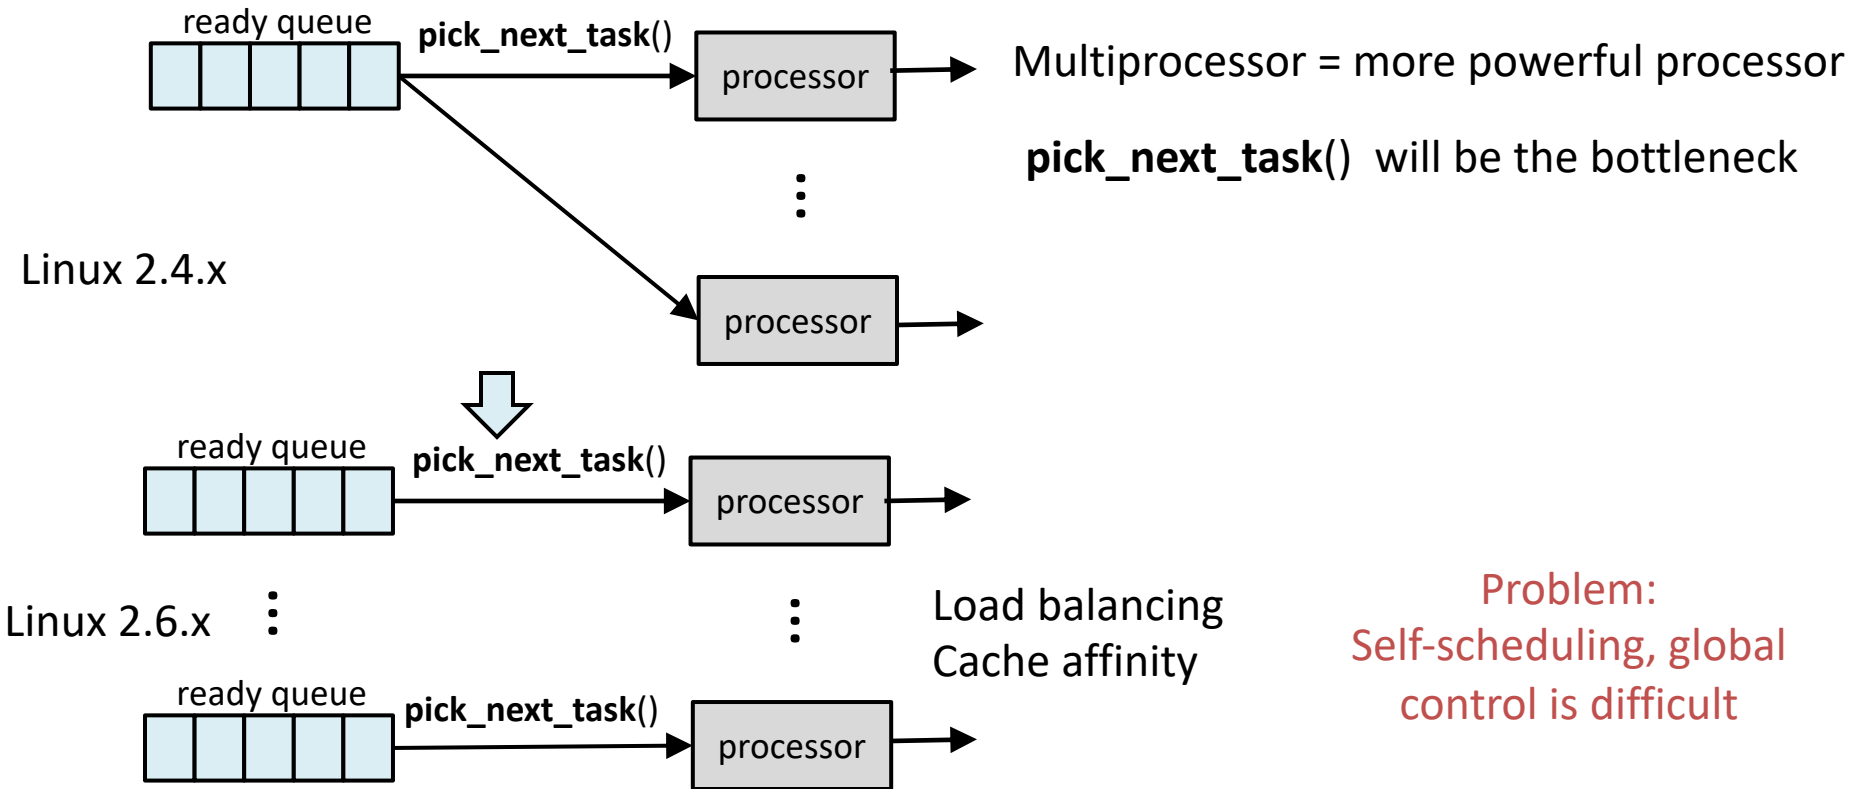 ready queue
pick_next_task()
processor
Multiprocessor = more powerful processor
pick_next_task() will be the bottleneck
Linux 2.4.x
processor
ready queue
pick_next_task()
processor
Linux 2.6.x
Load balancing
Cache affinity
Problem:
Self-scheduling, global
control is difficult
ready queue
pick_next_task()
processor